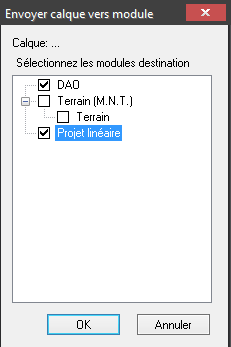 Envoyer calque vers module
Calque: ...
Sélectionnez les modules destination
DAO
Terrain (M.N.T.)
Terrain
Projet linéaire
OK
Annuler